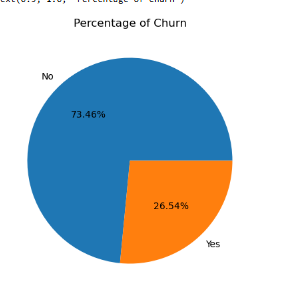 Percentage of Churn
No
73.46%
26.54%
Yes